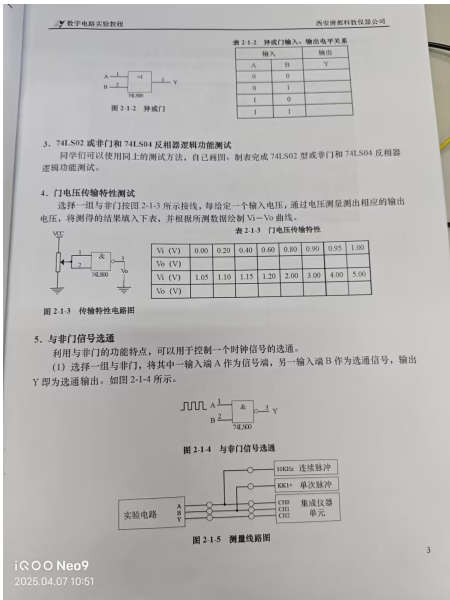 数字电路实验教程
西安唐都科教仪器公司
表 2-1-2 异或门输入、输出电平关系
输入 输出
A B Y
0 0
0 1
1 0
1 1
A 1
B 2
=1
3 Y
74LS86
图 2-1-2 异或门
3. 74LS02 或非门和 74LS04 反相器逻辑功能测试
同学们可以使用同上的测试方法，自己画图、制表完成 74LS02 型或非门和 74LS04 反相器
逻辑功能测试。
4. 门电压传输特性测试
选择一组与非门按图 2-1-3 所示接线，每给定一个输入电压，通过电压测量测出相应的输出
电压，将测得的结果填入下表，并根据所测数据绘制 Vi－Vo 曲线。
表 2-1-3 门电压传输特性
VCC
1
2
&
3
Vo
74LS00
Vi (V) 0.00 0.20 0.40 0.60 0.80 0.90 0.95 1.00
Vo (V)
Vi (V) 1.05 1.10 1.15 1.20 2.00 3.00 4.00 5.00
Vo (V)
图 2-1-3 传输特性电路图
5. 与非门信号选通
利用与非门的功能特点，可以用于控制一个时钟信号的选通。
(1) 选择一组与非门，将其中一输入端 A 作为信号端，另一输入端 B 作为选通信号，输出
Y 即为选通输出。如图 2-1-4 所示。
A 1
B 2
&
3 Y
74LS00
图 2-1-4 与非门信号选通
10KHz 连续脉冲
KK1+ 单次脉冲
实验电路
A
B
Y
CH0
CH1
CH2
集成仪器
单元
图 2-1-5 测量线路图
3
iQOO Neo9
2025.04.07 10:51